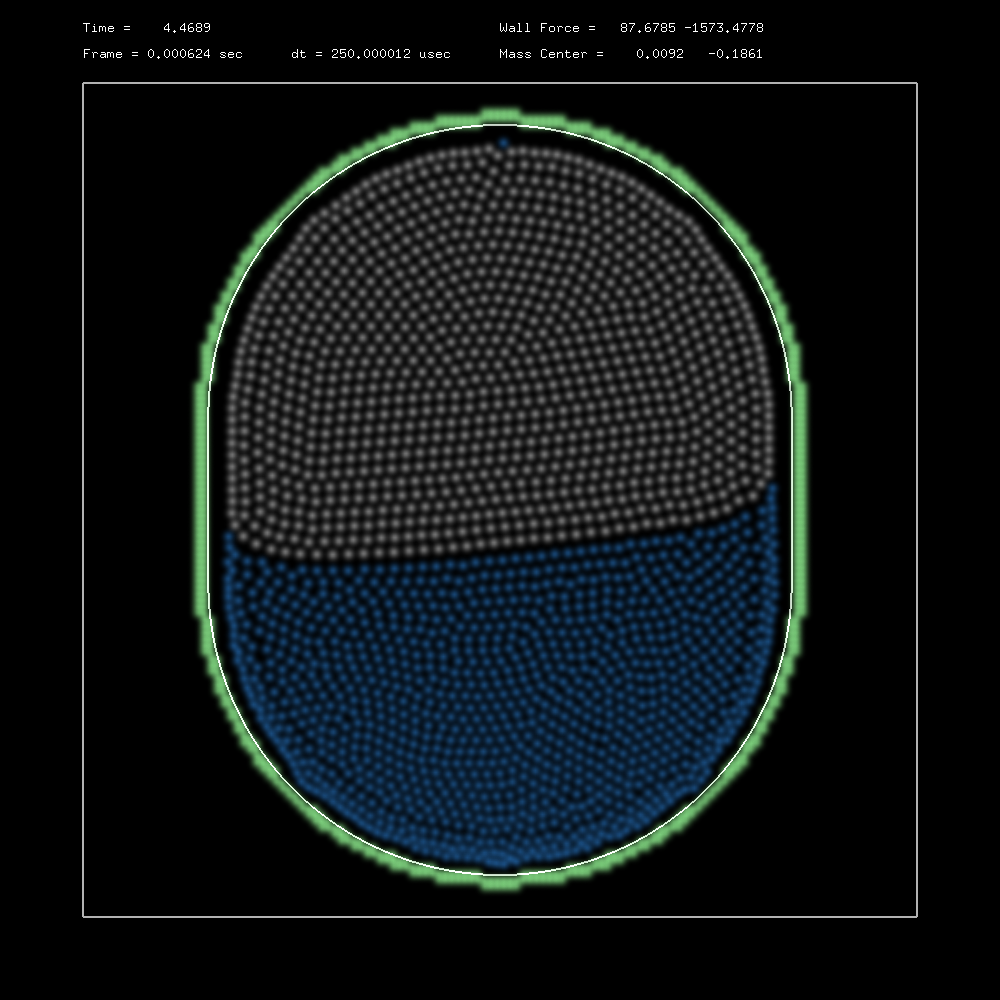 Time =    4.4689    Wall Force =   87.6785 -1573.4778
Frame = 0.000624 sec    dt = 250.000012 usec    Mass Center =    0.0092   -0.1861